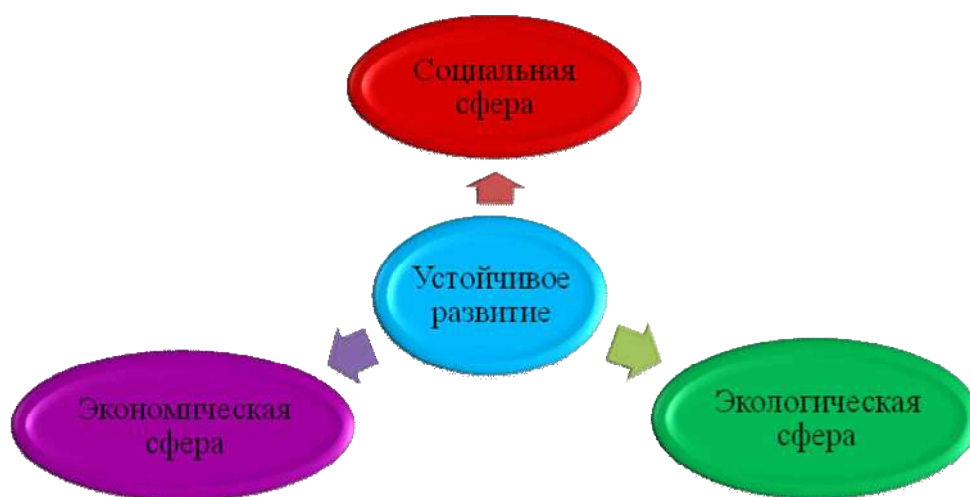 Социальная
сфера
Устойчивое
развитие
Экономическая
сфера
Экологическая
сфера